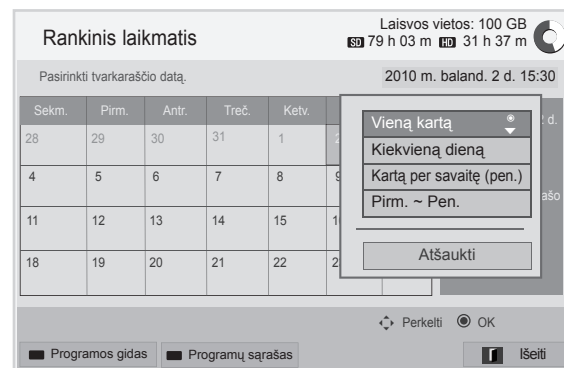 Rankinis laikmatis
Laisvos vietos: 100 GB
SD 79 h 03 m HD 31 h 37 m
Pasirinkti tvarkaraščio datą.
2010 m. baland. 2 d. 15:30
Sekm. Pirm. Antr. Treč. Ketv.
28 29 30 31 1
4 5 6 7 8
11 12 13 14 15
18 19 20 21 22
Vieną kartą
Kiekvieną dieną
Kartą per savaitę (pen.)
Pirm. ~ Pen.
Atšaukti
Perkelti OK
Programos gidas Programų sąrašas Išeiti